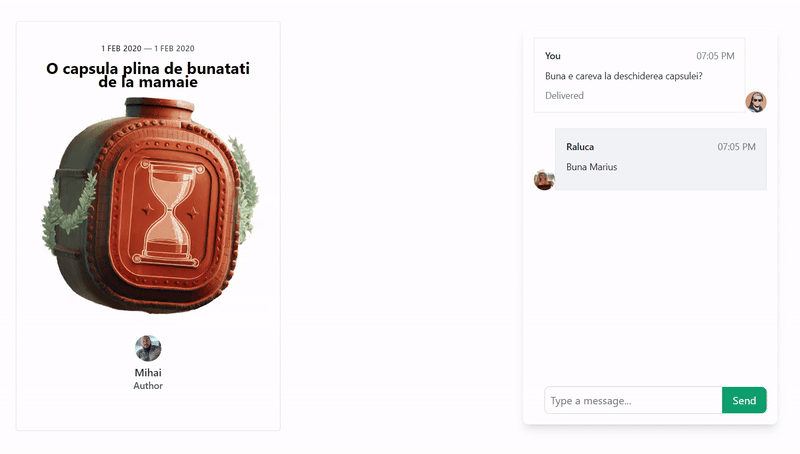 1 FEB 2020 — 1 FEB 2020
O capsula plina de bunatati
de la mamaie
Mihai
Author
You 07:05 PM
Buna e careva la deschiderea capsulei?
Delivered
Raluca 07:05 PM
Buna Marius
Type a message...
Send